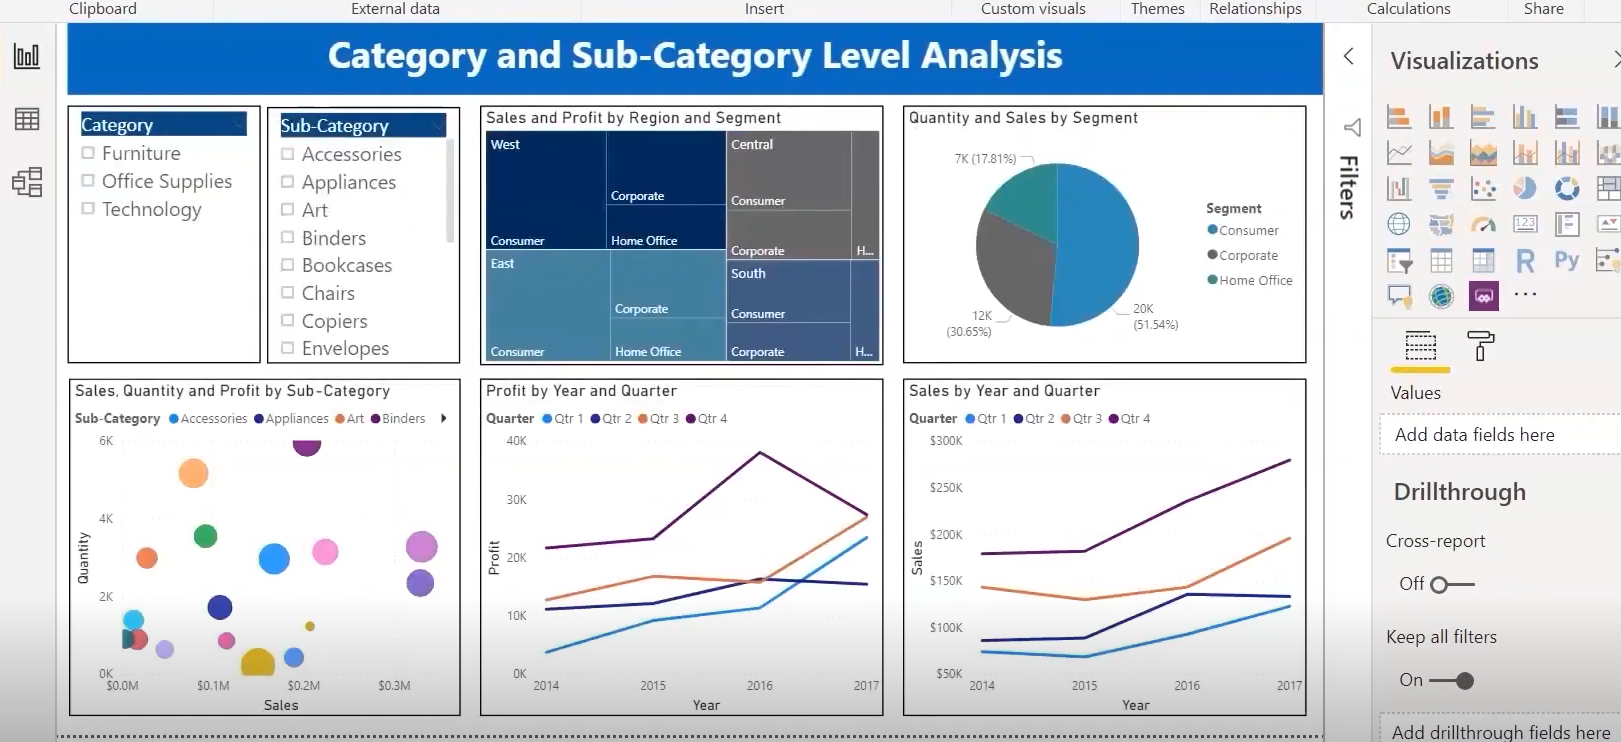 Clipboard
External data
Insert
Custom visuals
Themes
Relationships
Calculations
Share
Category and Sub-Category Level Analysis
Category
Furniture
Office Supplies
Technology
Sub-Category
Accessories
Appliances
Art
Binders
Bookcases
Chairs
Copiers
Envelopes
Sales and Profit by Region and Segment
West
Consumer
Corporate
Home Office
East
Consumer
Corporate
Home Office
Central
Consumer
Corporate
H...
South
Consumer
Corporate
H...
Quantity and Sales by Segment
7K (17.81%)
12K
(30.65%)
20K
(51.54%)
Segment
Consumer
Corporate
Home Office
Sales, Quantity and Profit by Sub-Category
Sub-Category Accessories Appliances Art Binders
Quantity
6K
4K
2K
0K
$0.0M $0.1M $0.2M $0.3M
Sales
Profit by Year and Quarter
Quarter Qtr 1 Qtr 2 Qtr 3 Qtr 4
Profit
40K
30K
20K
10K
0K
2014 2015 2016 2017
Year
Sales by Year and Quarter
Quarter Qtr 1 Qtr 2 Qtr 3 Qtr 4
Sales
$300K
$250K
$200K
$150K
$100K
$50K
2014 2015 2016 2017
Year
Filters
Visualizations
123
R
Py
Values
Add data fields here
Drillthrough
Cross-report
Off
Keep all filters
On
Add drillthrough fields here